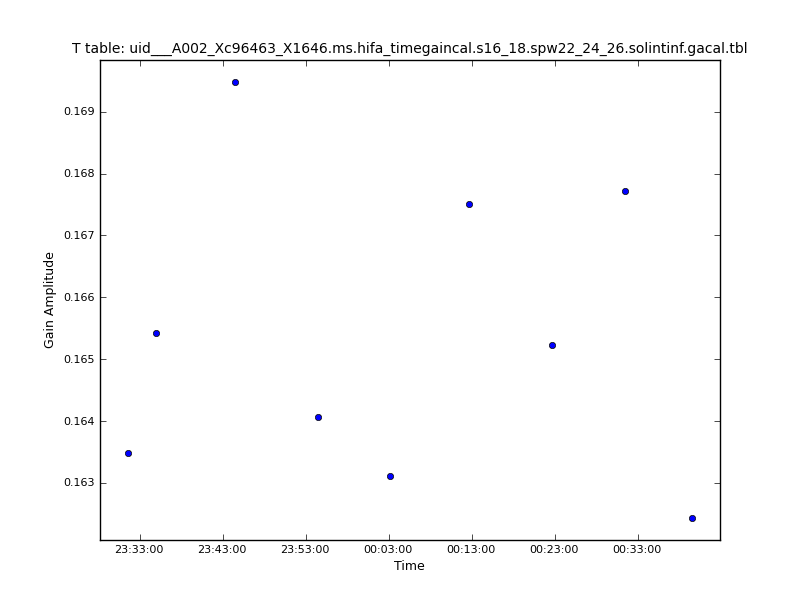 T table: uid___A002_Xc96463_X1646.ms.hifa_timegaincal.s16_18.spw22_24_26.solintinf.gacal.tbl
0.169
0.168
0.167
0.166
0.165
0.164
0.163
Gain Amplitude
23:33:00 23:43:00 23:53:00 00:03:00 00:13:00 00:23:00 00:33:00
Time